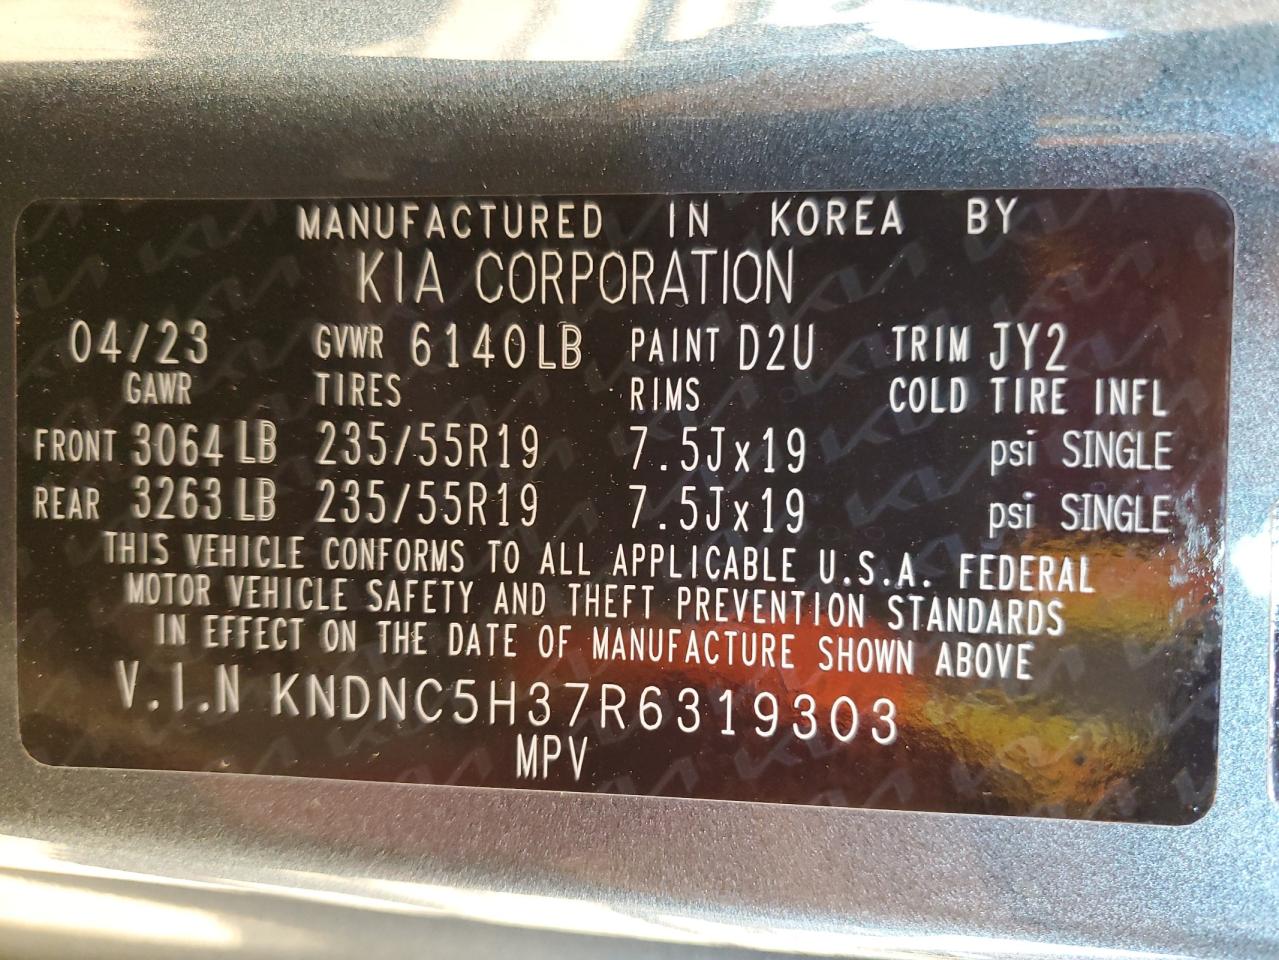 MANUFACTURED IN KOREA BY
KIA CORPORATION
04/23 GVWR 6140LB PAINT D2U TRIM JY2
GAWR TIRES RIMS COLD TIRE INFL
FRONT 3064 LB 235/55R19 7.5Jx19 psi SINGLE
REAR 3263 LB 235/55R19 7.5Jx19 psi SINGLE
THIS VEHICLE CONFORMS TO ALL APPLICABLE U.S.A. FEDERAL
MOTOR VEHICLE SAFETY AND THEFT PREVENTION STANDARDS
IN EFFECT ON THE DATE OF MANUFACTURE SHOWN ABOVE
V.I.N KNDNC5H37R6319303
MPV